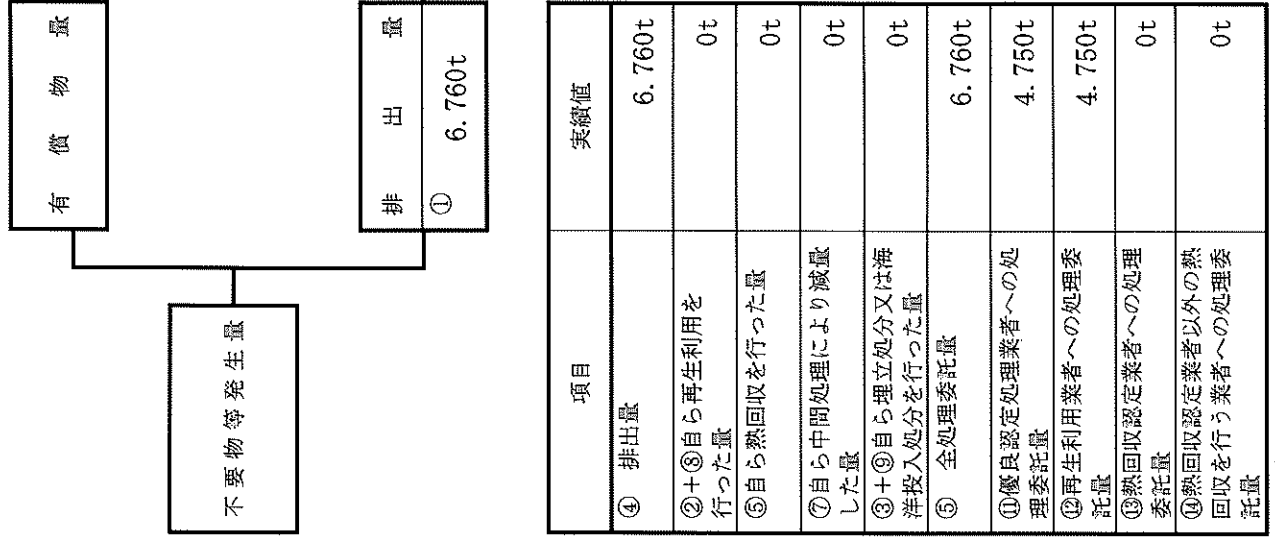 有償物量
不要物等発生量
排出量
① 6.760t
項目 実績値
④ 排出量 6.760t
②+⑧自ら再生利用を
行った量 0t
⑤自ら熱回収を行った量 0t
⑦自ら中間処理により減量
した量 0t
③+⑨自ら埋立処分又は海
洋投入処分を行った量 0t
⑤ 全処理委託量 6.760t
⑪優良認定処理業者への処
理委託量 4.750t
⑫再生利用業者への処理委
託量 4.750t
⑬熱回収認定業者への処理
委託量 0t
⑭熱回収認定業者以外の熱
回収を行う業者への処理委
託量 0t